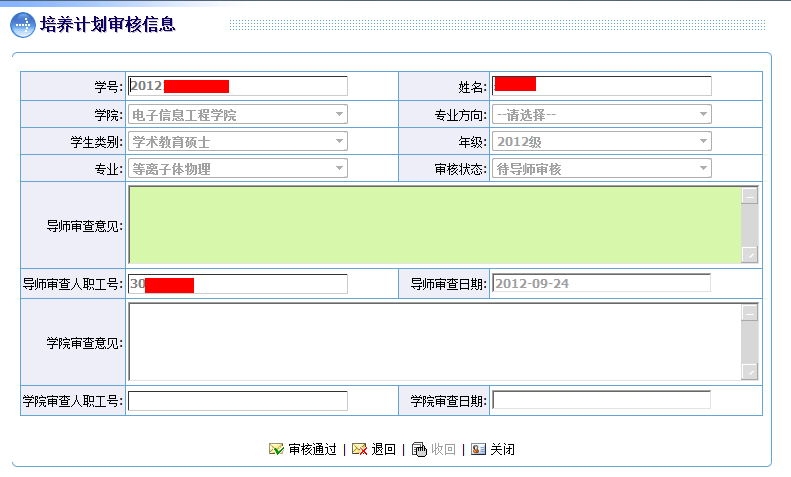 培养计划审核信息
学号: 2012 姓名:
学院: 电子信息工程学院 专业方向: --请选择--
学生类别: 学术教育硕士 年级: 2012级
专业: 等离子体物理 审核状态: 待导师审核
导师审查意见:
导师审查人职工号: 30 导师审查日期: 2012-09-24
学院审查意见:
学院审查人职工号: 学院审查日期:
审核通过 | 退回 | 收回 | 关闭